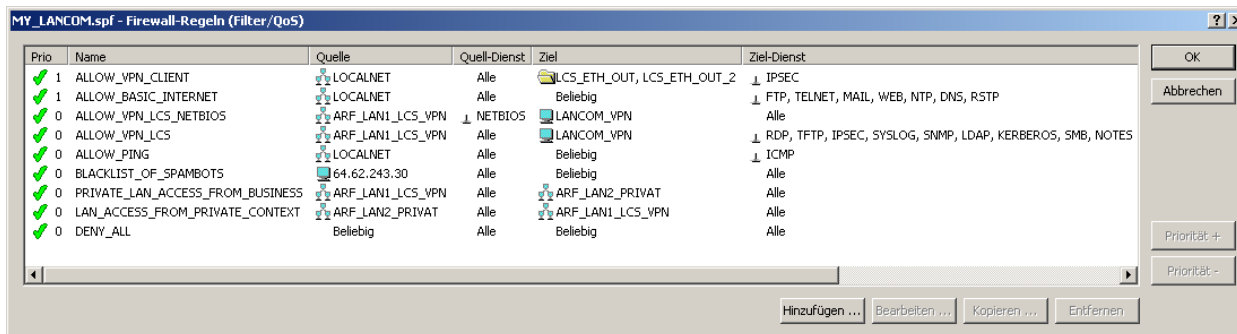 MY_LANCOM.spf - Firewall-Regeln (Filter/QoS)
Prio Name Quelle Quell-Dienst Ziel Ziel-Dienst
1 ALLOW_VPN_CLIENT LOCALNET Alle LCS_ETH_OUT, LCS_ETH_OUT_2 IPSEC
1 ALLOW_BASIC_INTERNET LOCALNET Alle Beliebig FTP, TELNET, MAIL, WEB, NTP, DNS, RSTP
0 ALLOW_VPN_LCS_NETBIOS ARF_LAN1_LCS_VPN NETBIOS LANCOM_VPN Alle
0 ALLOW_VPN_LCS ARF_LAN1_LCS_VPN Alle LANCOM_VPN RDP, TFTP, IPSEC, SYSLOG, SNMP, LDAP, KERBEROS, SMB, NOTES
0 ALLOW_PING LOCALNET Alle Beliebig ICMP
0 BLACKLIST_OF_SPAMBOTS 64.62.243.30 Alle Beliebig Alle
0 PRIVATE_LAN_ACCESS_FROM_BUSINESS ARF_LAN1_LCS_VPN Alle ARF_LAN2_PRIVAT Alle
0 LAN_ACCESS_FROM_PRIVATE_CONTEXT ARF_LAN2_PRIVAT Alle ARF_LAN1_LCS_VPN Alle
0 DENY_ALL Beliebig Alle Beliebig Alle
OK
Abbrechen
Priorität +
Priorität -
Hinzufügen ... Bearbeiten ... Kopieren ... Entfernen